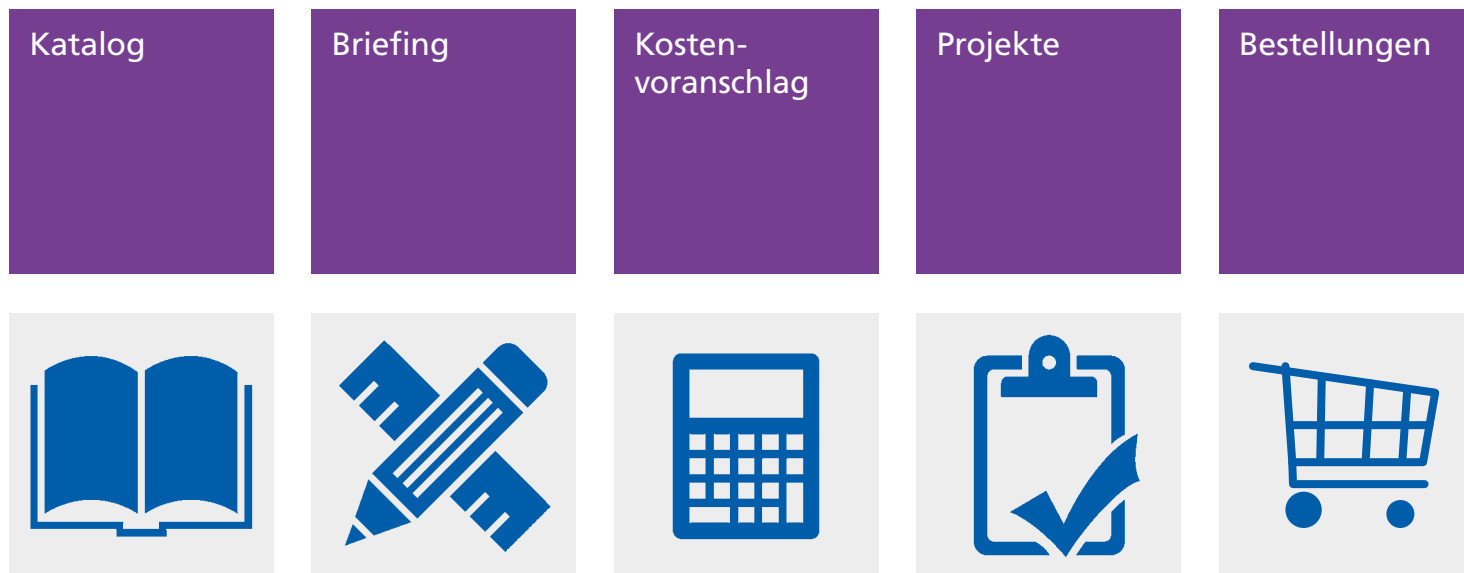 Katalog
Briefing
Kosten-
voranschlag
Projekte
Bestellungen